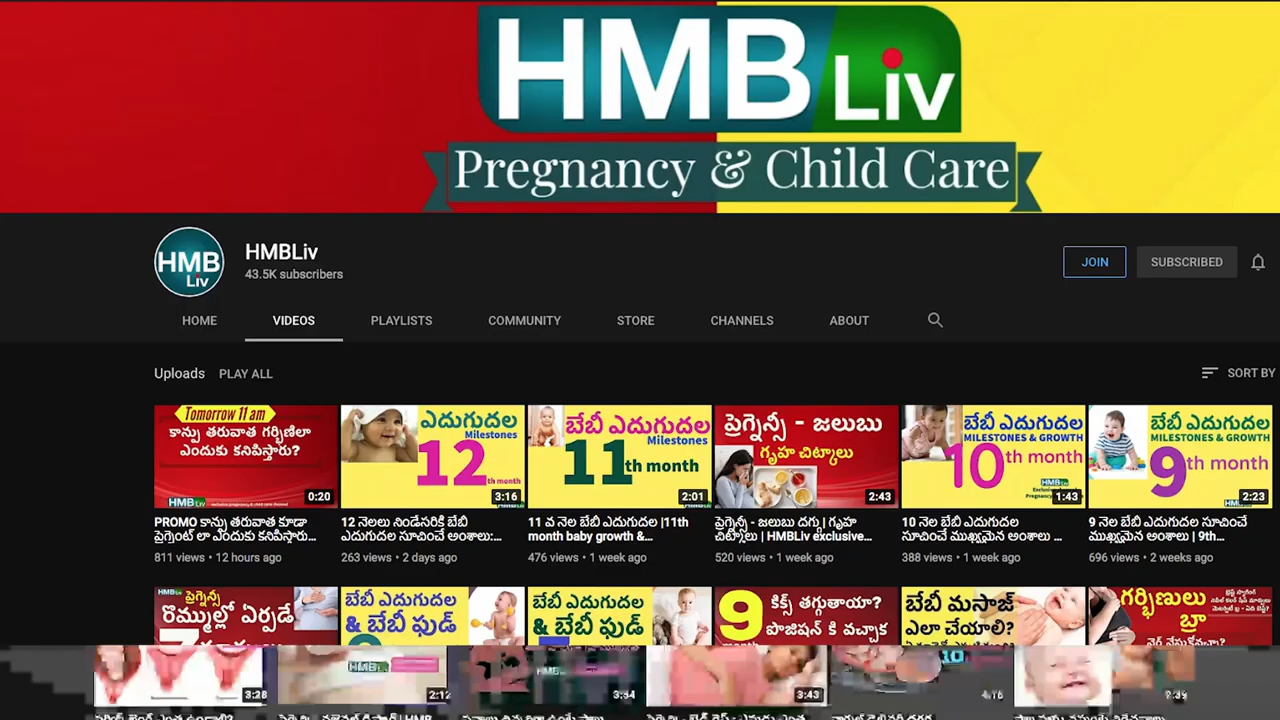 HMB Liv
Pregnancy & Child Care
HMB
Liv
HMBLiv
43.5K subscribers
JOIN
SUBSCRIBED
HOME
VIDEOS
PLAYLISTS
COMMUNITY
STORE
CHANNELS
ABOUT
Uploads
PLAY ALL
SORT BY
Tomorrow 11 am
కాన్పు తరువాత గర్భిణీలా
ఎందుకు కనిపిస్తారు?
HMBLiv
0:20
ఎదుగుదల
Milestones
12th month
3:16
బేబీ ఎదుగుదల
Milestones
11th month
2:01
ప్రెగ్నెన్సీ - జలుబు
గృహ చిట్కాలు
2:43
బేబీ ఎదుగుదల
MILESTONES & GROWTH
10th month
HMBLiv
1:43
బేబీ ఎదుగుదల
MILESTONES & GROWTH
9th month
2:23
PROMO కాన్పు తరువాత కూడా
ప్రెగ్నెంట్ లా ఎందుకు కనిపిస్తారు...
811 views • 12 hours ago
12 నెలలు నిండేసరికి బేబీ
ఎదుగుదల సూచించే అంశాలు:...
263 views • 2 days ago
11 వ నెల బేబీ ఎదుగుదల |11th
month baby growth &...
476 views • 1 week ago
ప్రెగ్నెన్సీ - జలుబు దగ్గు | గృహ
చిట్కాలు | HMBLiv exclusive...
520 views • 1 week ago
10 నెల బేబీ ఎదుగుదల
సూచించే ముఖ్యమైన అంశాలు ...
388 views • 1 week ago
9 నెల బేబీ ఎదుగుదల సూచించే
ముఖ్యమైన అంశాలు | 9th...
696 views • 2 weeks ago
HMBLiv ప్రెగ్నెన్సీ
రొమ్ముల్లో ఏర్పడే
బేబీ ఎదుగుదల
& బేబీ ఫుడ్
బేబీ ఎదుగుదల
& బేబీ ఫుడ్
9
కిక్స్ తగ్గుతాయా?
పొజిషన్ కి వచ్చాక
బేబీ మసాజ్
ఎలా చేయాలి?
గర్భిణులు
బ్రా
3:28
2:12
3:43